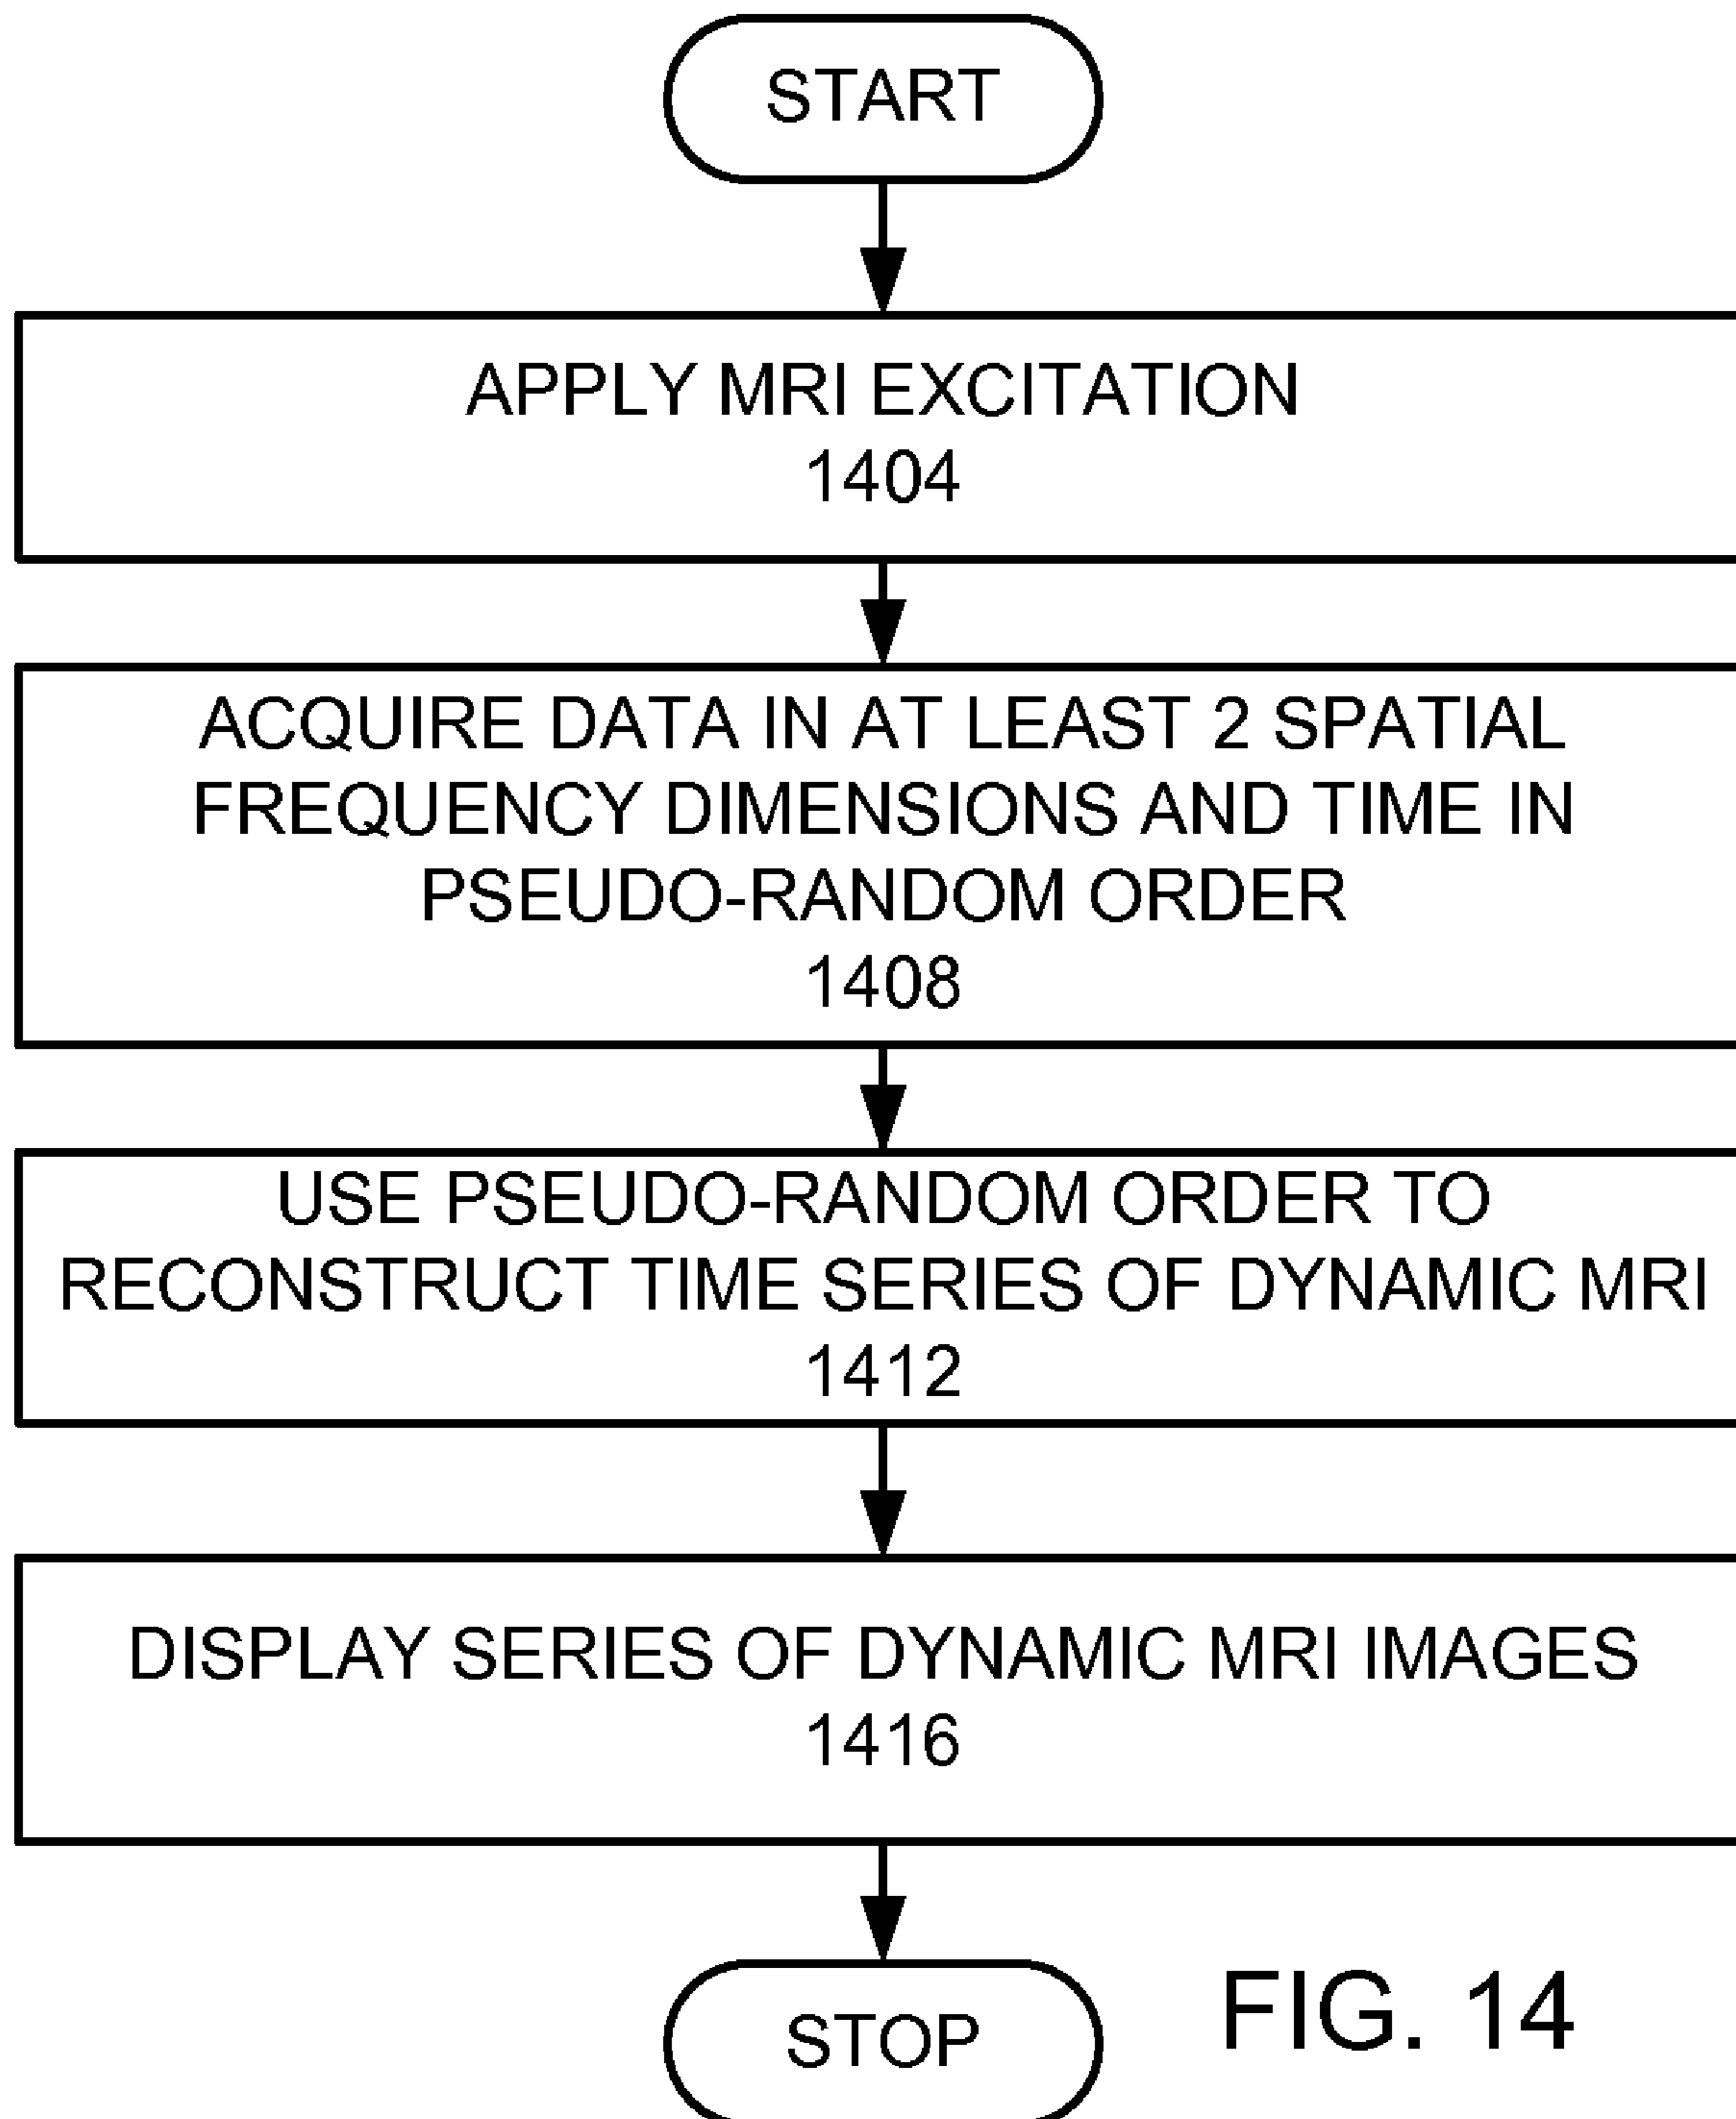 START
APPLY MRI EXCITATION
1404
ACQUIRE DATA IN AT LEAST 2 SPATIAL
FREQUENCY DIMENSIONS AND TIME IN
PSEUDO-RANDOM ORDER
1408
USE PSEUDO-RANDOM ORDER TO
RECONSTRUCT TIME SERIES OF DYNAMIC MRI
1412
DISPLAY SERIES OF DYNAMIC MRI IMAGES
1416
STOP
FIG. 14